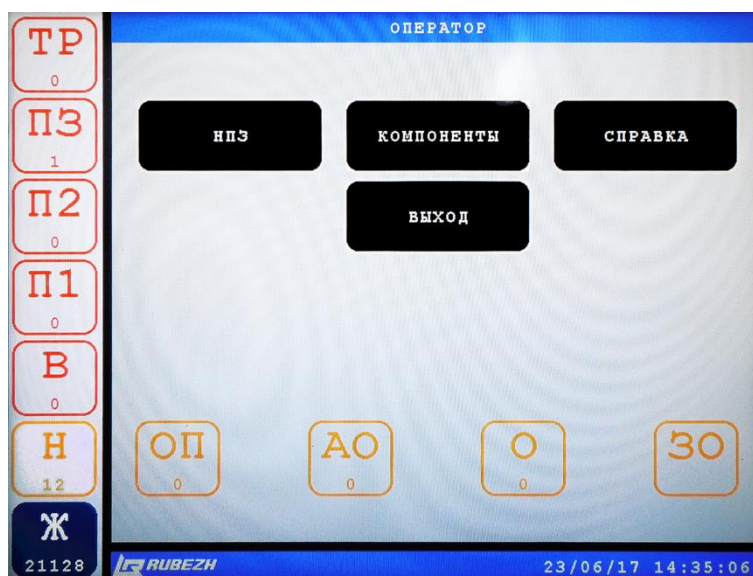 ОПЕРАТОР
ТР
0
ПЗ
1
П2
0
П1
0
В
0
Н
12
Ж
21128
НПЗ
КОМПОНЕНТЫ
СПРАВКА
ВЫХОД
ОП
0
АО
0
О
0
ЗО
RUBEZH
23/06/17 14:35:06